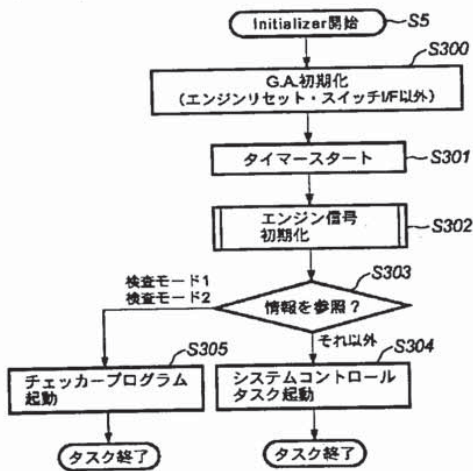 Initializer開始
S5
S300
G.A.初期化
(エンジンリセット・スイッチI/F以外)
タイマースタート
S301
エンジン信号
初期化
S302
S303
検査モード1
検査モード2
情報を参照?
それ以外
S305
S304
チェッカープログラム
起動
システムコントロール
タスク起動
タスク終了
タスク終了